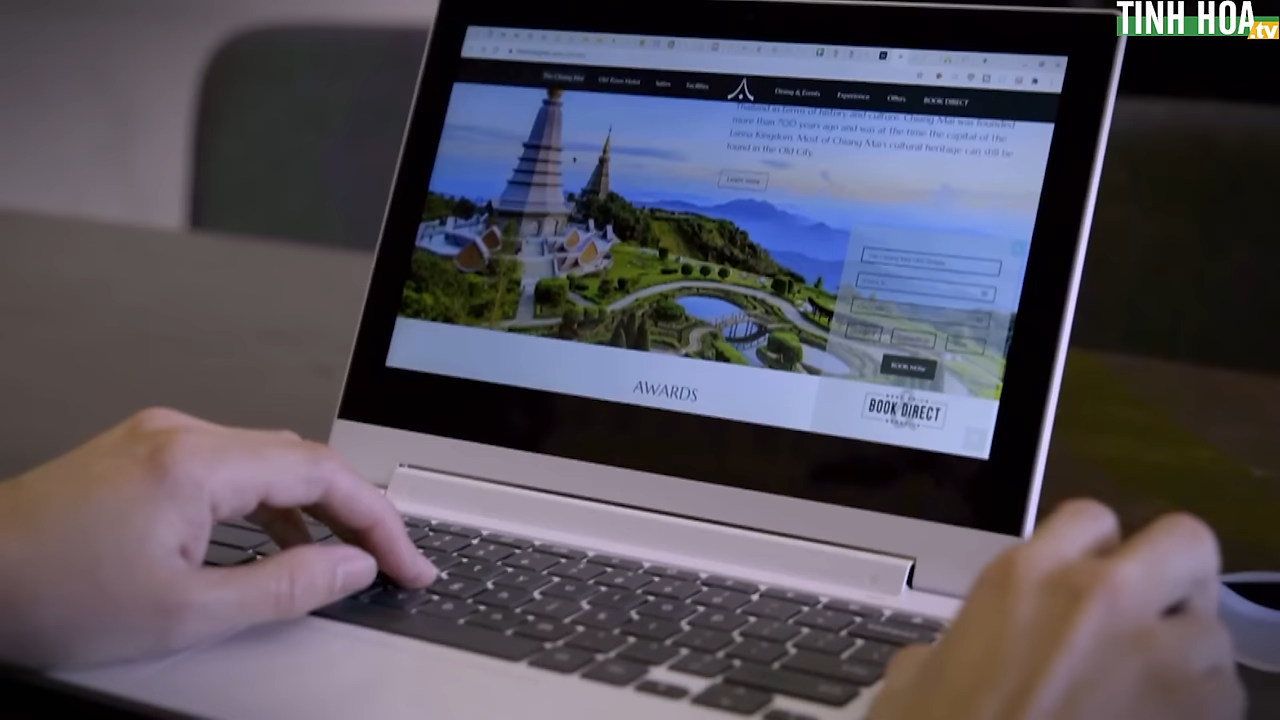 TINH HOA
.tv
The Chiang Mai Old Town Hotel Suites Facilities Dining & Events Experience Offers BOOK DIRECT
Thailand in terms of history and culture. Chiang Mai was founded
more than 700 years ago and was at the time the capital of the
Lanna Kingdom. Most of Chiang Mai's cultural heritage can still be
found in the Old City.
Learn more
BOOK NOW
AWARDS
BOOK DIRECT